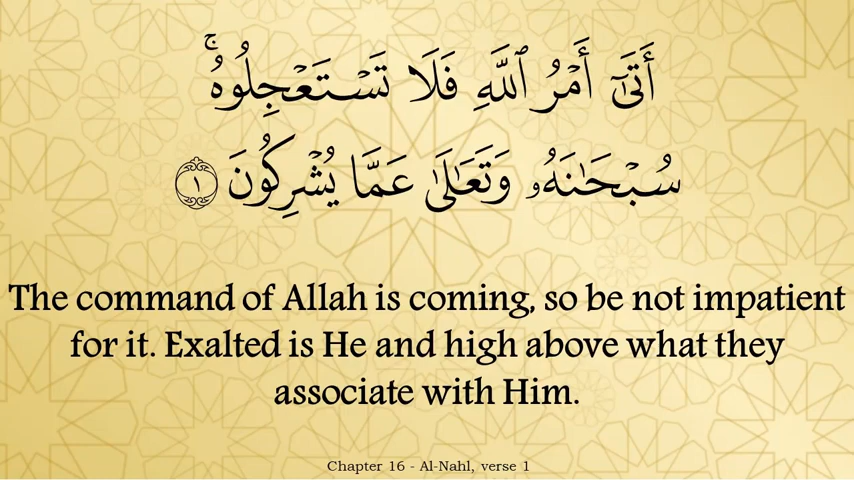 أَتَىٰٓ أَمْرُ ٱللَّهِ فَلَا تَسْتَعْجِلُوهُ ۚ
سُبْحَـٰنَهُۥ وَتَعَـٰلَىٰ عَمَّا يُشْرِكُونَ ١
The command of Allah is coming, so be not impatient
for it. Exalted is He and high above what they
associate with Him.
Chapter 16 - Al-Nahl, verse 1